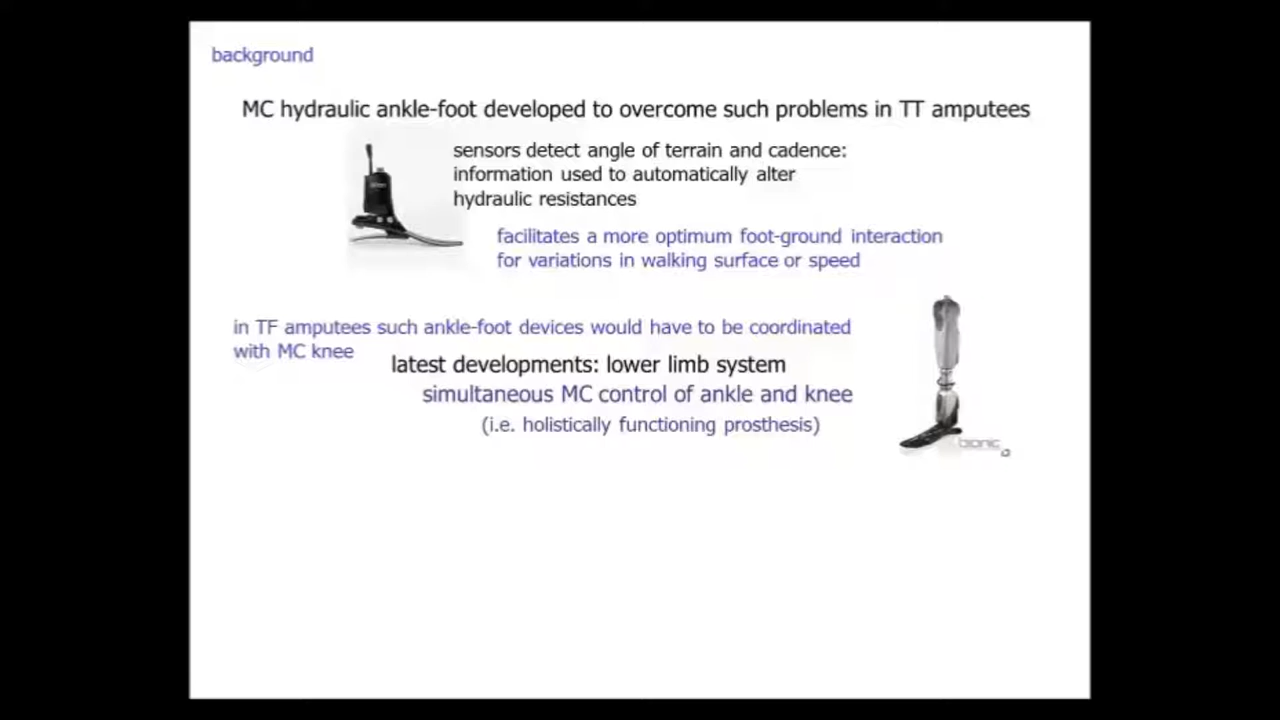 background
MC hydraulic ankle-foot developed to overcome such problems in TT amputees
sensors detect angle of terrain and cadence:
information used to automatically alter
hydraulic resistances
facilitates a more optimum foot-ground interaction
for variations in walking surface or speed
in TF amputees such ankle-foot devices would have to be coordinated
with MC knee
latest developments: lower limb system
simultaneous MC control of ankle and knee
(i.e. holistically functioning prosthesis)
bionic